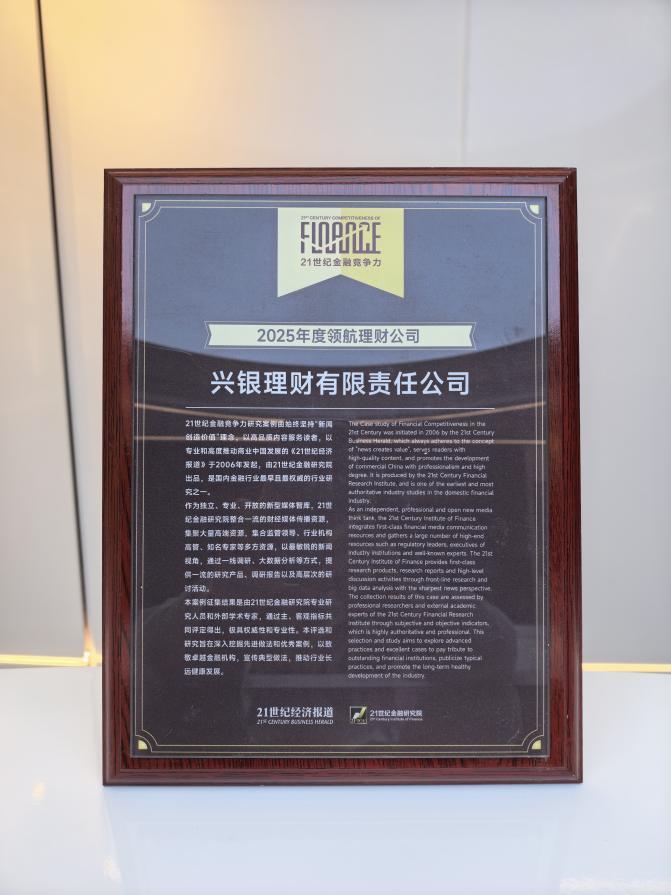 21ST CENTURY COMPETITIVENESS OF
FINANCE
21世纪金融竞争力
2025年度领航理财公司
兴银理财有限责任公司
21世纪金融竞争力研究案例由始终坚持“新闻
创造价值”理念，以高品质内容服务读者，以
专业和高度推动商业中国发展的《21世纪经济
报道》于2006年发起，由21世纪金融研究院
出品，是国内金融行业最早且最权威的行业研
究之一。
作为独立、专业、开放的新型媒体智库，21世
纪金融研究院整合一流的财经媒体传播资源，
集聚大量高端资源，集合监管领导、行业机构
高管、知名专家等多方资源，以最敏锐的新闻
视角，通过一线调研、大数据分析等方式，提
供一流的研究产品、调研报告以及高层次的研
讨活动。
本案例征集结果是由21世纪金融研究院专业研
究人员和外部学术专家，通过主、客观指标共
同评定得出，极具权威性和专业性。本评选和
研究旨在深入挖掘先进做法和优秀案例，以致
敬卓越金融机构，宣传典型做法，推动行业长
远健康发展。
The Case study of Financial Competitiveness in the
21st Century was initiated in 2006 by the 21st Century
Business Herald, which always adheres to the concept
of "news creates value", serves readers with
high-quality content, and promotes the development
of commercial China with professionalism and high
degree. It is produced by the 21st Century Financial
Research Institute, and is one of the earliest and most
authoritative industry studies in the domestic financial
industry.
As an independent, professional and open new media
think tank, the 21st Century Institute of Finance
integrates first-class financial media communication
resources and gathers a large number of high-end
resources such as regulatory leaders, executives of
industry institutions and well-known experts. The 21st
Century Institute of Finance provides first-class
research products, research reports and high-level
discussion activities through front-line research and
big data analysis with the sharpest news perspective.
The collection results of this case are assessed by
professional researchers and external academic
experts of the 21st Century Financial Research
Institute through subjective and objective indicators,
which is highly authoritative and professional. This
selection and study aims to explore advanced
practices and excellent cases to pay tribute to
outstanding financial institutions, publicize typical
practices, and promote the long-term healthy
development of the industry.
21世纪经济报道
21ST CENTURY BUSINESS HERALD
21世纪金融研究院
21st Century Institute of Finance